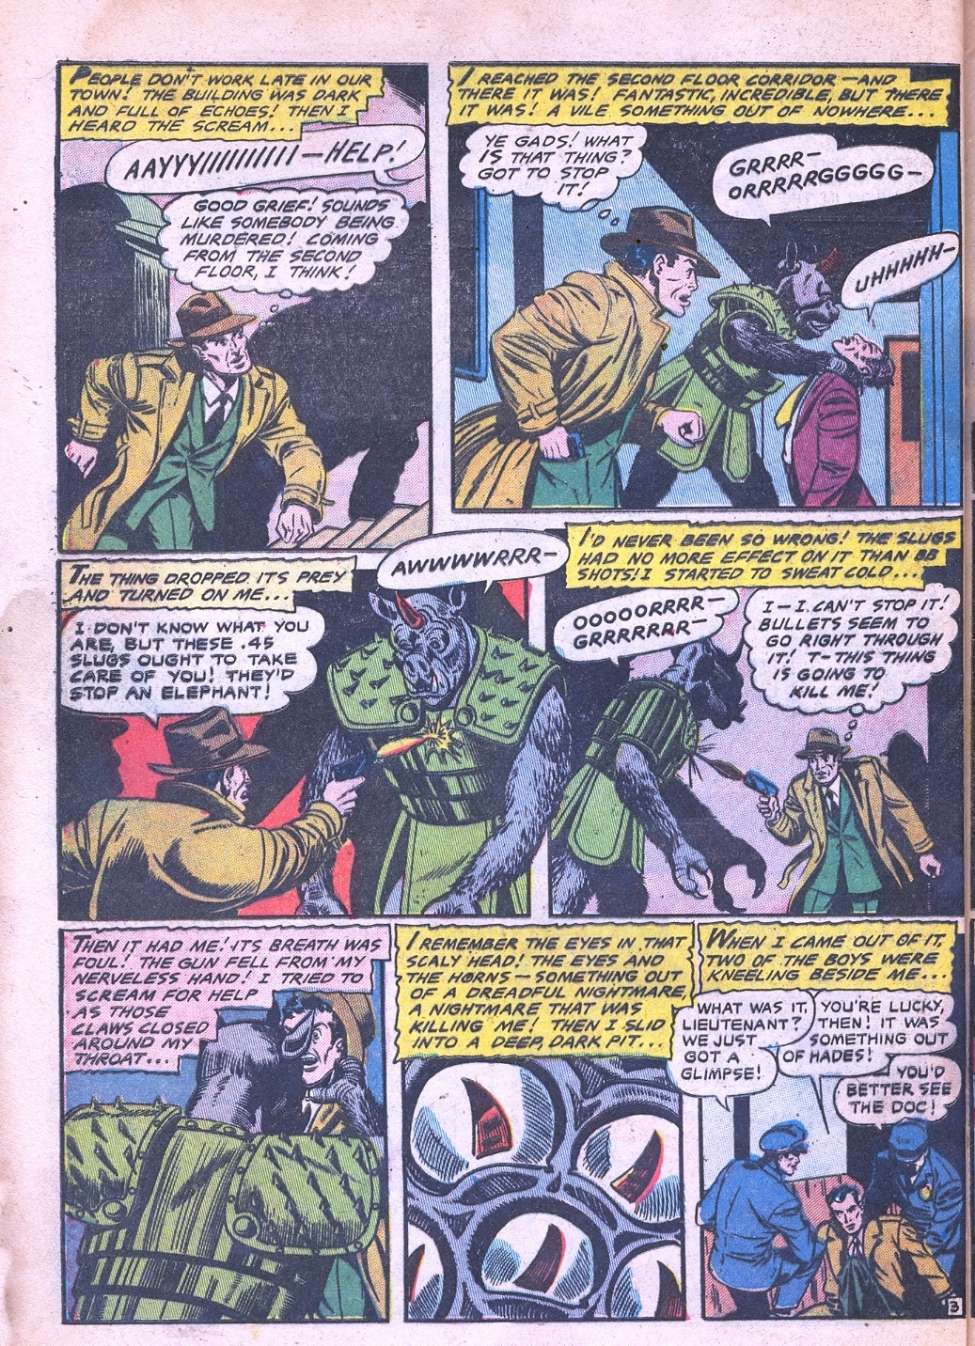 PEOPLE DON'T WORK LATE IN OUR
TOWN! THE BUILDING WAS DARK
AND FULL OF ECHOES! THEN I
HEARD THE SCREAM...
AAYYYIIIIIIIIIII—HELP!
GOOD GRIEF! SOUNDS
LIKE SOMEBODY BEING
MURDERED! COMING
FROM THE SECOND
FLOOR, I THINK!
I REACHED THE SECOND FLOOR CORRIDOR—AND
THERE IT WAS! FANTASTIC, INCREDIBLE, BUT THERE
IT WAS! A VILE SOMETHING OUT OF NOWHERE...
YE GADS! WHAT
IS THAT THING?
GOT TO STOP
IT!
GRRRR—
ORRRRRGGGGG—
UHHHHH—
THE THING DROPPED ITS PREY
AND TURNED ON ME...
I DON'T KNOW WHAT YOU
ARE, BUT THESE .45
SLUGS OUGHT TO TAKE
CARE OF YOU! THEY'D
STOP AN ELEPHANT!
AWWWWRRR—
I'D NEVER BEEN SO WRONG! THE SLUGS
HAD NO MORE EFFECT ON IT THAN BB
SHOTS! I STARTED TO SWEAT COLD...
OOOOORRRR—
GRRRRRAR—
I—I CAN'T STOP IT!
BULLETS SEEM TO
GO RIGHT THROUGH
IT! T-THIS THING
IS GOING TO
KILL ME!
THEN IT HAD ME! ITS BREATH WAS
FOUL! THE GUN FELL FROM MY
NERVELESS HAND! I TRIED TO
SCREAM FOR HELP
AS THOSE
CLAWS CLOSED
AROUND MY
THROAT...
I REMEMBER THE EYES IN THAT
SCALY HEAD! THE EYES AND
THE HORNS—SOMETHING OUT
OF A DREADFUL NIGHTMARE,
A NIGHTMARE THAT WAS
KILLING ME! THEN I SLID
INTO A DEEP, DARK PIT...
WHEN I CAME OUT OF IT,
TWO OF THE BOYS WERE
KNEELING BESIDE ME...
WHAT WAS IT,
LIEUTENANT?
WE JUST
GOT A
GLIMPSE!
YOU'RE LUCKY,
THEN! IT WAS
SOMETHING OUT
OF HADES!
YOU'D
BETTER SEE
THE DOC!
3